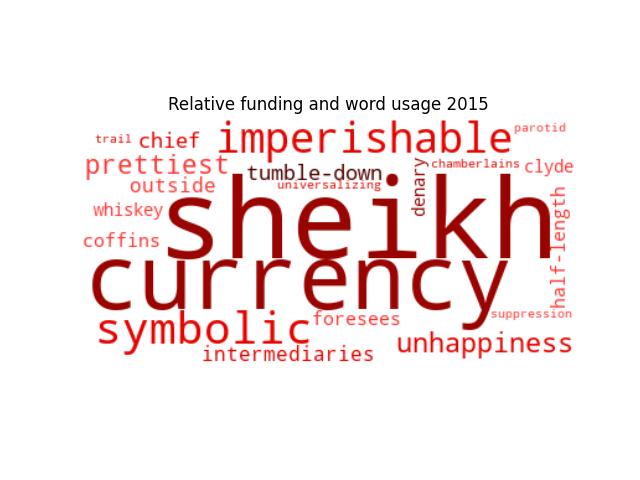 Relative funding and word usage 2015
trail chief imperishable parotid
prettiest tumble-down denary chamberlains clyde
outside universalizing
whiskey sheikh half-length
coffins
currency
symbolic foresees suppression
intermediaries unhappiness